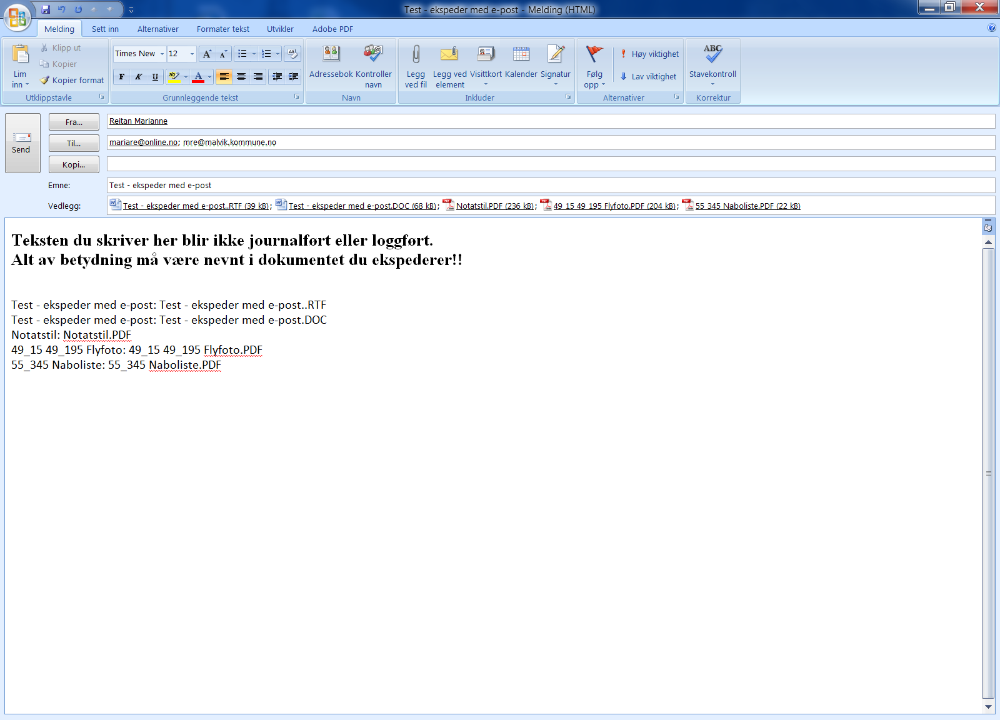 Test - ekspeder med e-post - Melding (HTML)
Melding Sett inn Alternativer Formater tekst Utvikler Adobe PDF
Lim inn
Klipp ut
Kopier
Kopier format
Utklippstavle
Times New 12
F K U ab A
Grunnleggende tekst
Adressebok Kontroller navn
Navn
Legg ved fil Legg ved element Visittkort Kalender Signatur
Inkluder
Følg opp
Høy viktighet
Lav viktighet
Alternativer
ABC
Stavekontroll
Korrektur
Send
Fra... Reitan Marianne
Til... mariare@online.no; mre@malvik.kommune.no
Kopi...
Emne: Test - ekspeder med e-post
Vedlegg: Test - ekspeder med e-post..RTF (39 kB); Test - ekspeder med e-post.DOC (68 kB); Notatstil.PDF (236 kB); 49_15 49_195 Flyfoto.PDF (204 kB); 55_345 Naboliste.PDF (22 kB)
Teksten du skriver her blir ikke journalført eller loggført.
Alt av betydning må være nevnt i dokumentet du ekspederer!!
Test - ekspeder med e-post: Test - ekspeder med e-post..RTF
Test - ekspeder med e-post: Test - ekspeder med e-post.DOC
Notatstil: Notatstil.PDF
49_15 49_195 Flyfoto: 49_15 49_195 Flyfoto.PDF
55_345 Naboliste: 55_345 Naboliste.PDF